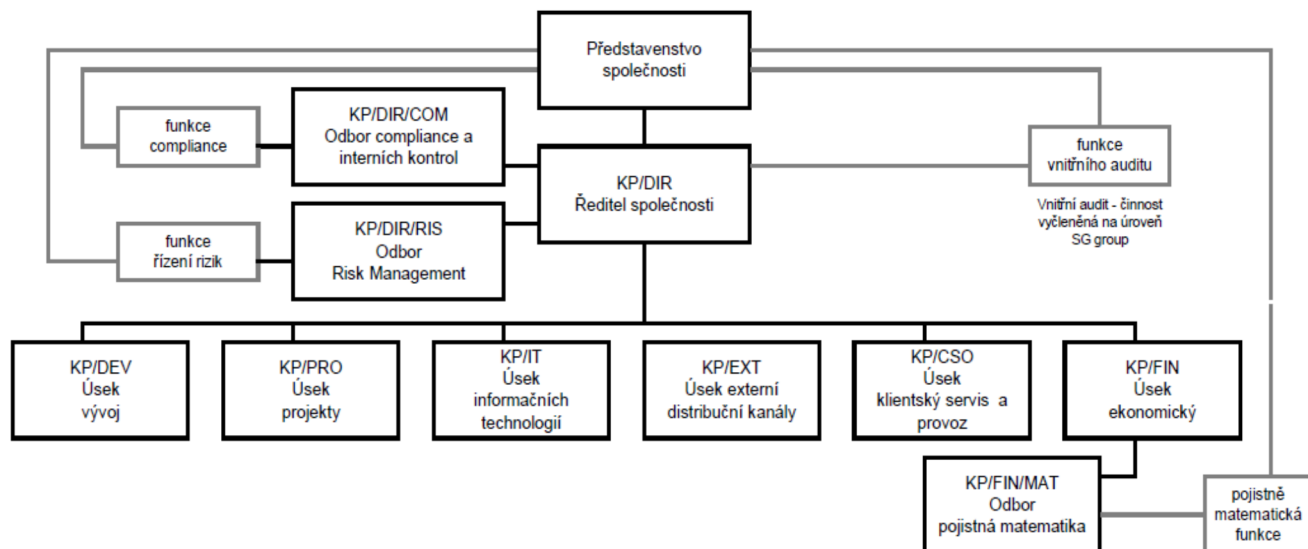 Představenstvo
společnosti
funkce
compliance
KP/DIR/COM
Odbor compliance a
interních kontrol
KP/DIR
Ředitel společnosti
funkce
vnitřního auditu
Vnitřní audit - činnost
vyčleněná na úroveň
SG group
funkce
řízení rizik
KP/DIR/RIS
Odbor
Risk Management
KP/DEV
Úsek
vývoj
KP/PRO
Úsek
projekty
KP/IT
Úsek
informačních
technologií
KP/EXT
Úsek externí
distribuční kanály
KP/CSO
Úsek
klientský servis a
provoz
KP/FIN
Úsek
ekonomický
KP/FIN/MAT
Odbor
pojistná matematika
pojistně
matematická
funkce